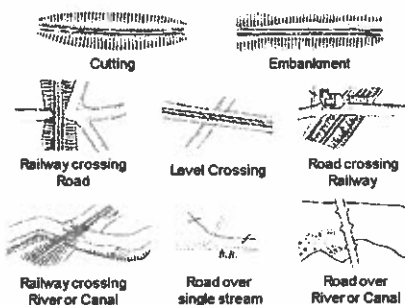 Cutting
Embankment
Railway crossing
Road
Level Crossing
Road crossing
Railway
B.R.
Railway crossing
River or Canal
Road over
single stream
Road over
River or Canal